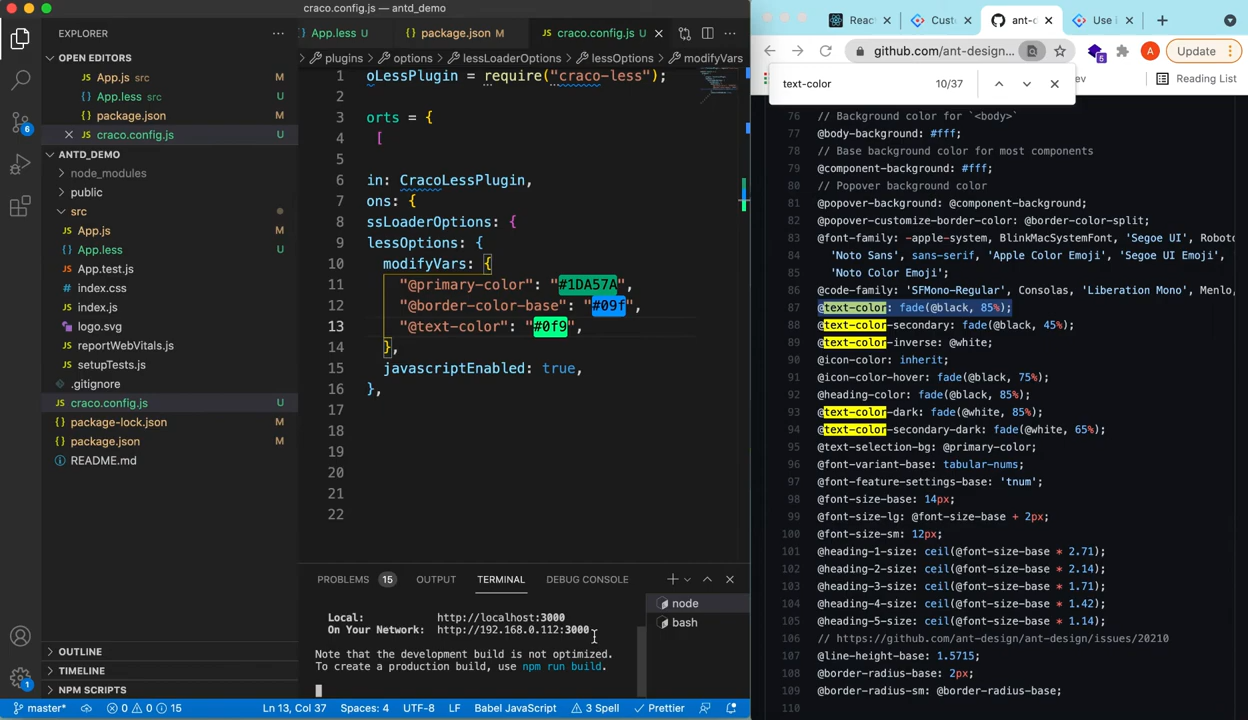 craco.config.js — antd_demo
EXPLORER
OPEN EDITORS
App.js src M
App.less src U
package.json M
craco.config.js U
ANTD_DEMO
node_modules
public
src
App.js M
App.less U
App.test.js
index.css
index.js
logo.svg
reportWebVitals.js
setupTests.js
.gitignore
craco.config.js U
package-lock.json M
package.json M
README.md
OUTLINE
TIMELINE
NPM SCRIPTS
6
1
App.less U
package.json M
craco.config.js U
plugins
options
lessLoaderOptions
lessOptions
modifyVars
1 oLessPlugin = require("craco-less");
2
3 orts = {
4 [
5
6 in: CracoLessPlugin,
7 ons: {
8 ssLoaderOptions: {
9 lessOptions: {
10 modifyVars: {
11 "@primary-color": "#1DA57A",
12 "@border-color-base": "#09f",
13 "@text-color": "#0f9",
14 },
15 javascriptEnabled: true,
16 },
17
18
19
20
21
22
PROBLEMS 15 OUTPUT TERMINAL DEBUG CONSOLE
Local: http://localhost:3000
On Your Network: http://192.168.0.112:3000
Note that the development build is not optimized.
To create a production build, use npm run build.
node
bash
master* 0 0 15 Ln 13, Col 37 Spaces: 4 UTF-8 LF Babel JavaScript 3 Spell Prettier
Reac
Cust
ant-c
Use i
github.com/ant-design...
A
Update
5
Reading List
text-color 10/37
76 // Background color for `<body>`
77 @body-background: #fff;
78 // Base background color for most components
79 @component-background: #fff;
80 // Popover background color
81 @popover-background: @component-background;
82 @popover-customize-border-color: @border-color-split;
83 @font-family: -apple-system, BlinkMacSystemFont, 'Segoe UI', Roboto
84 'Noto Sans', sans-serif, 'Apple Color Emoji', 'Segoe UI Emoji',
85 'Noto Color Emoji';
86 @code-family: 'SFMono-Regular', Consolas, 'Liberation Mono', Menlo,
87 @text-color: fade(@black, 85%);
88 @text-color-secondary: fade(@black, 45%);
89 @text-color-inverse: @white;
90 @icon-color: inherit;
91 @icon-color-hover: fade(@black, 75%);
92 @heading-color: fade(@black, 85%);
93 @text-color-dark: fade(@white, 85%);
94 @text-color-secondary-dark: fade(@white, 65%);
95 @text-selection-bg: @primary-color;
96 @font-variant-base: tabular-nums;
97 @font-feature-settings-base: 'tnum';
98 @font-size-base: 14px;
99 @font-size-lg: @font-size-base + 2px;
100 @font-size-sm: 12px;
101 @heading-1-size: ceil(@font-size-base * 2.71);
102 @heading-2-size: ceil(@font-size-base * 2.14);
103 @heading-3-size: ceil(@font-size-base * 1.71);
104 @heading-4-size: ceil(@font-size-base * 1.42);
105 @heading-5-size: ceil(@font-size-base * 1.14);
106 // https://github.com/ant-design/ant-design/issues/20210
107 @line-height-base: 1.5715;
108 @border-radius-base: 2px;
109 @border-radius-sm: @border-radius-base;
110